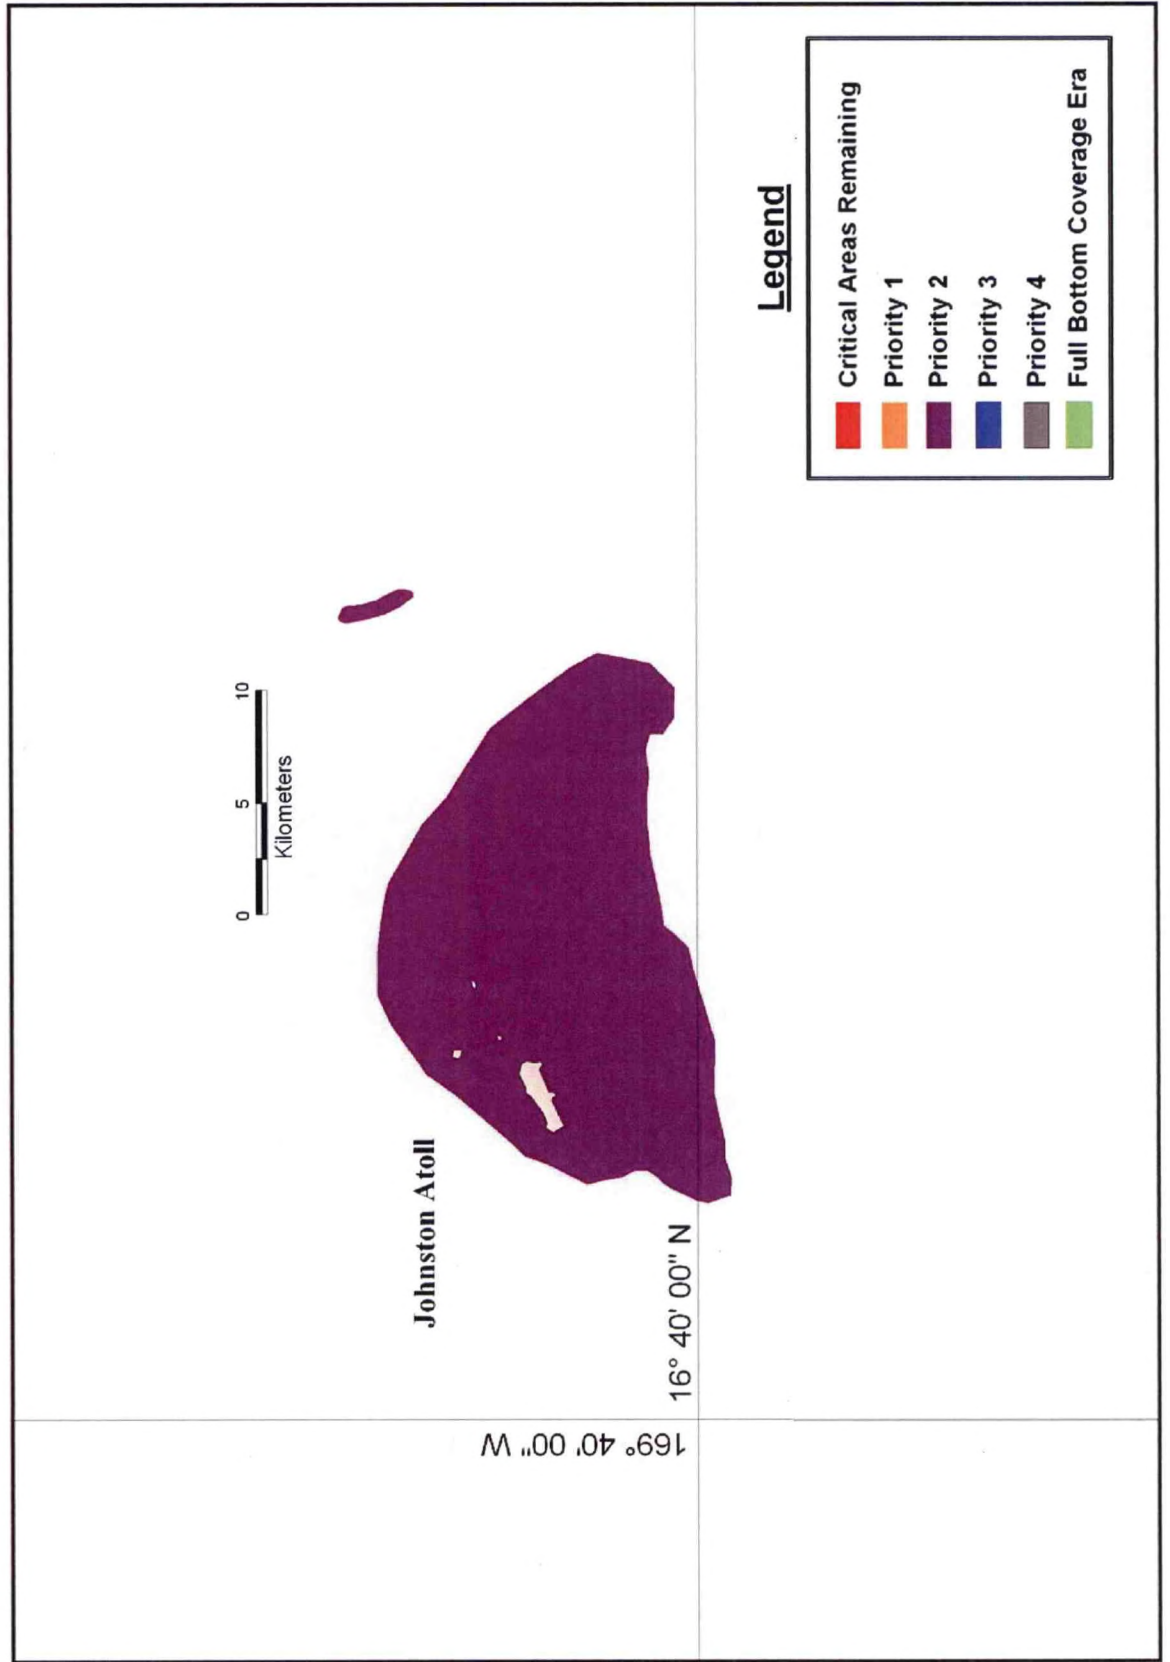 Johnston Atoll
0 5 10
Kilometers
16° 40' 00" N
169° 40' 00" W
Legend
Critical Areas Remaining
Priority 1
Priority 2
Priority 3
Priority 4
Full Bottom Coverage Era